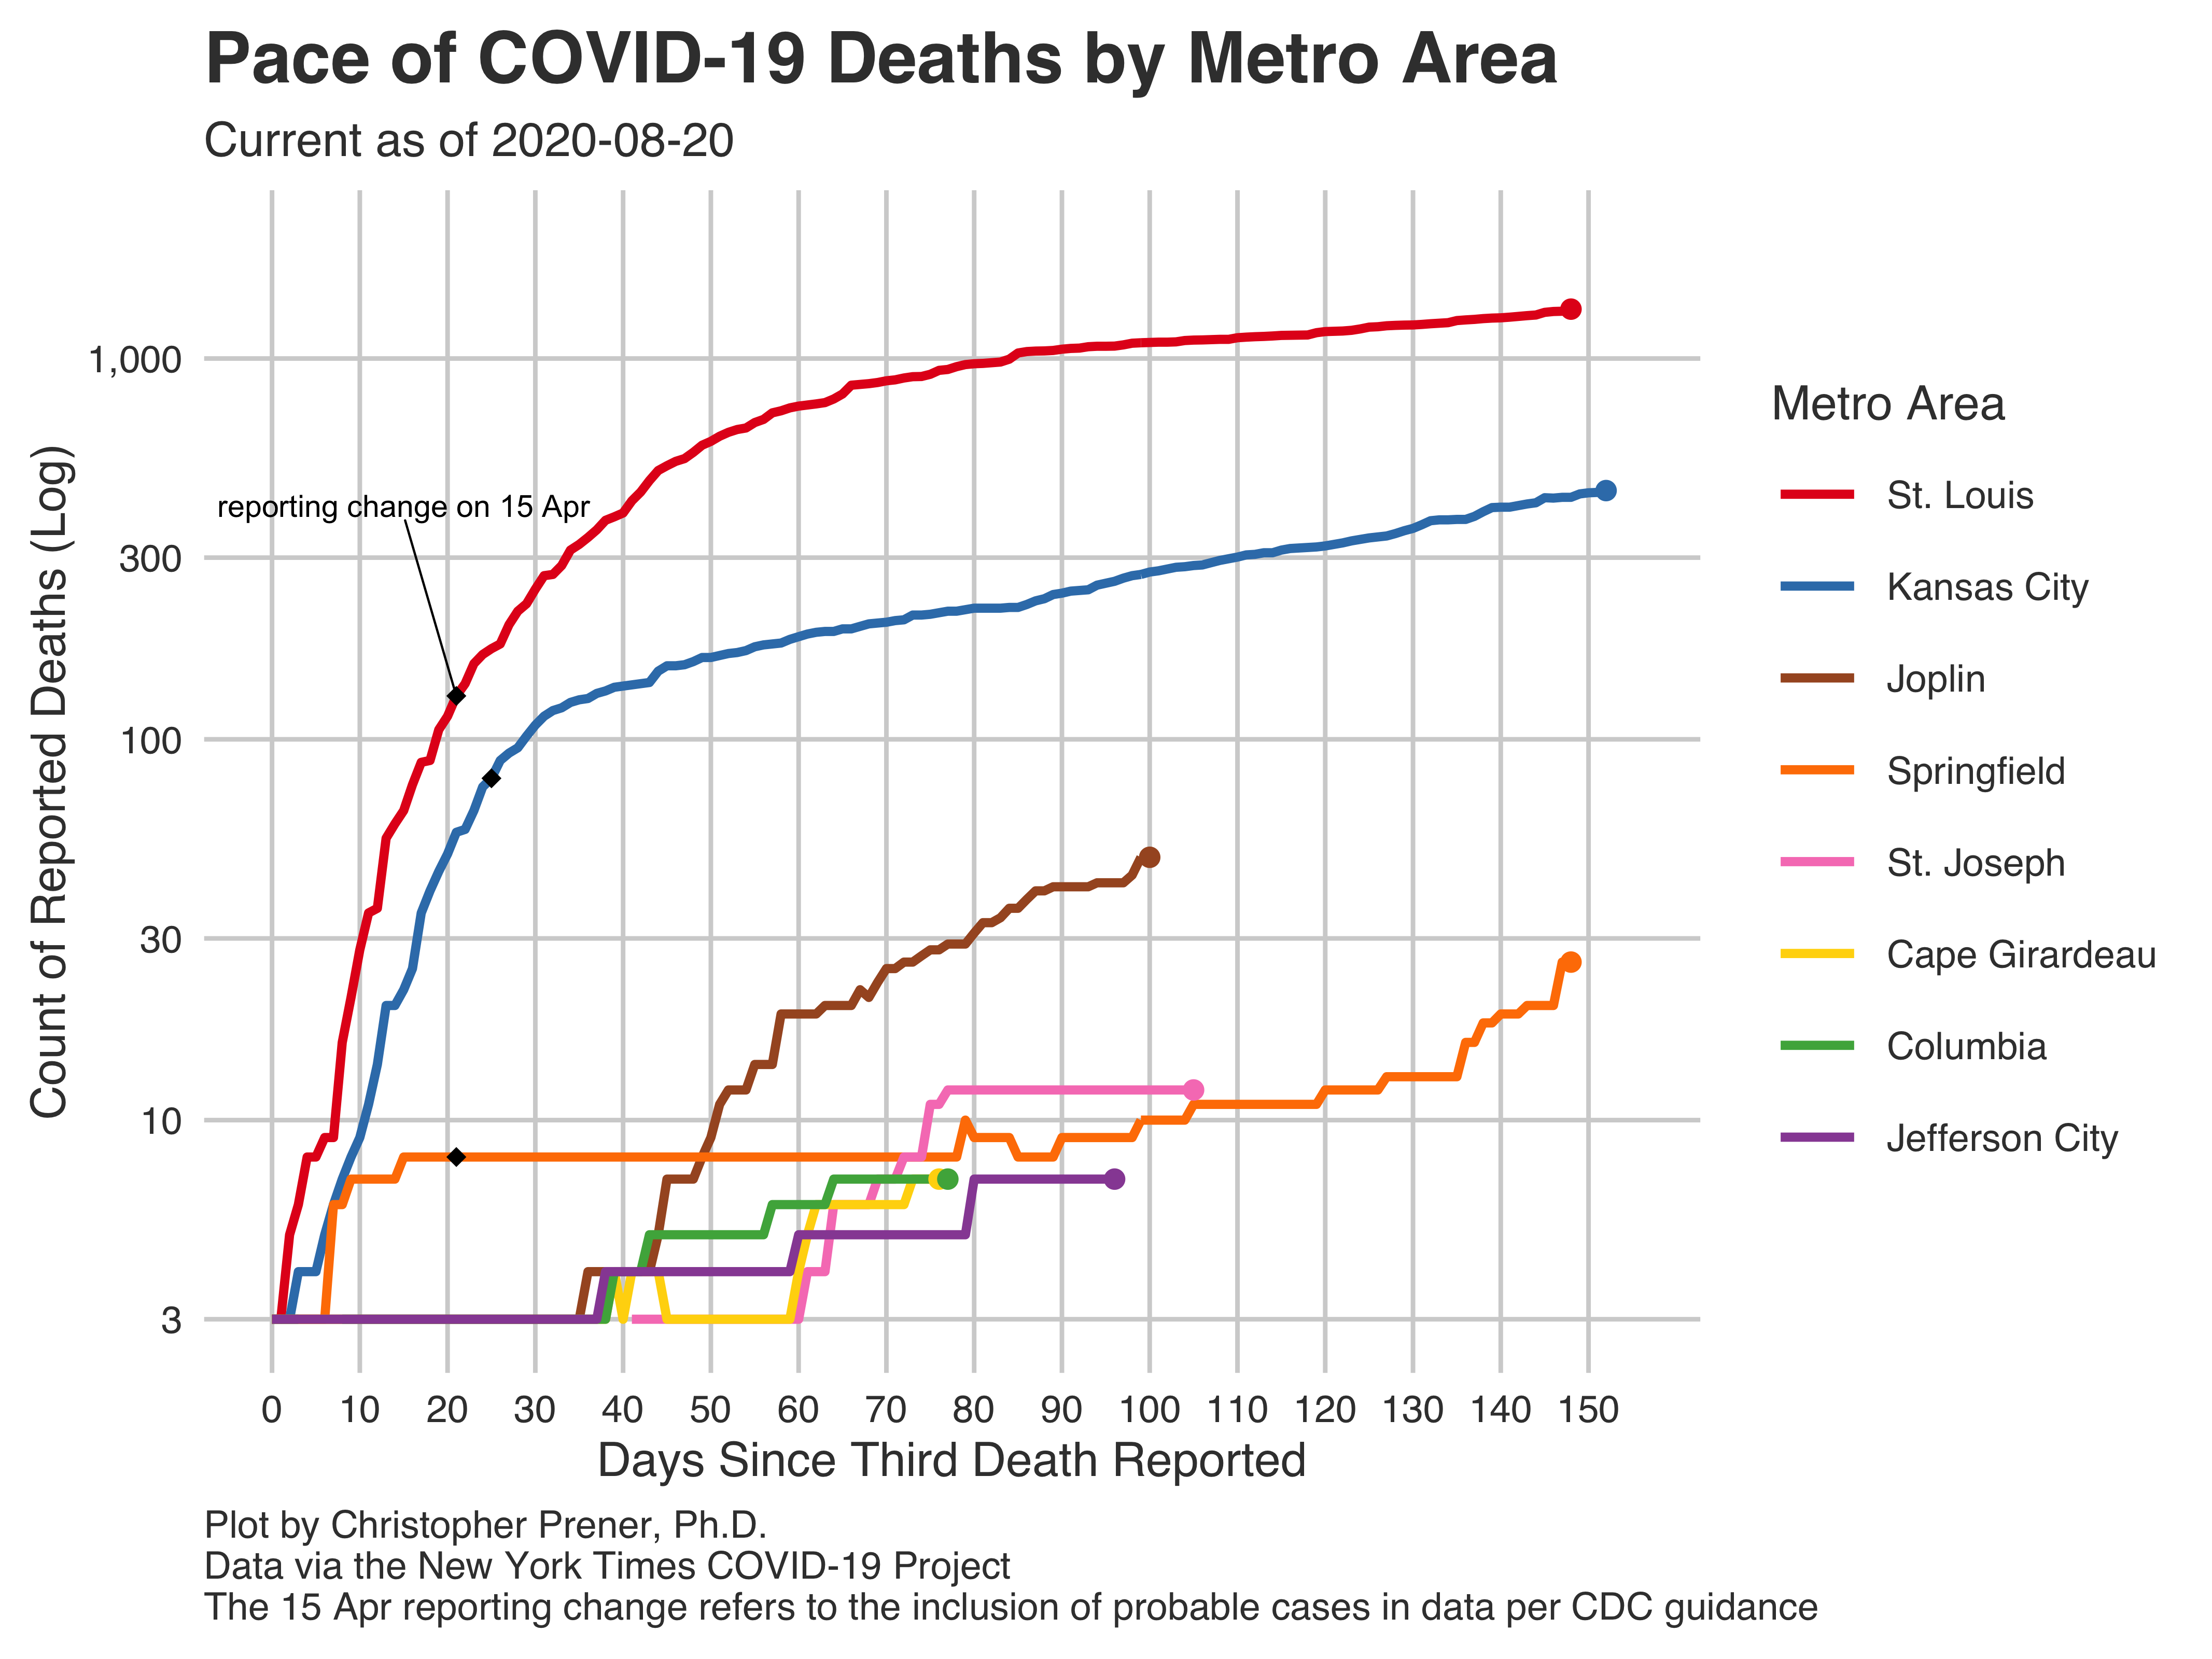 Pace of COVID-19 Deaths by Metro Area
Current as of 2020-08-20
Count of Reported Deaths (Log)
1,000
300
100
30
10
3
reporting change on 15 Apr
0 10 20 30 40 50 60 70 80 90 100 110 120 130 140 150
Days Since Third Death Reported
Metro Area
St. Louis
Kansas City
Joplin
Springfield
St. Joseph
Cape Girardeau
Columbia
Jefferson City
Plot by Christopher Prener, Ph.D.
Data via the New York Times COVID-19 Project
The 15 Apr reporting change refers to the inclusion of probable cases in data per CDC guidance